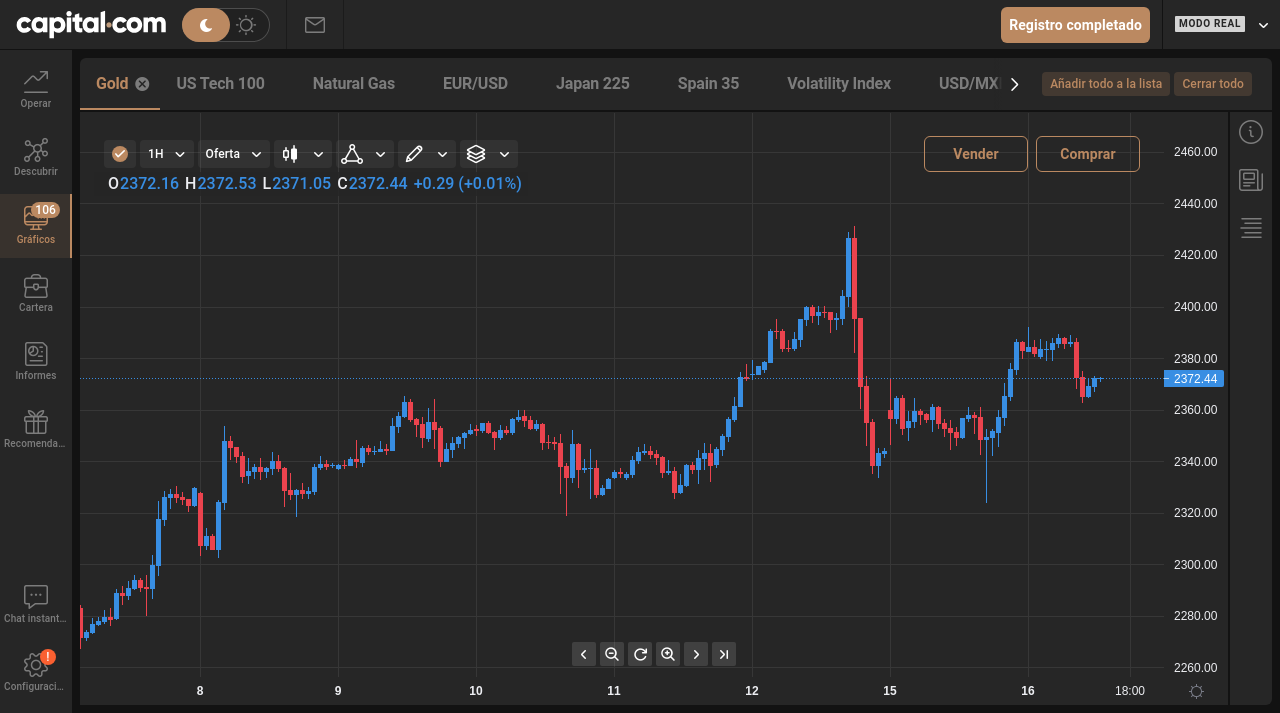 capital.com
Registro completado
MODO REAL
Operar
Descubrir
106
Gráficos
Cartera
Informes
Recomenda...
Chat instant...
!
Configuraci...
Gold
US Tech 100
Natural Gas
EUR/USD
Japan 225
Spain 35
Volatility Index
USD/MX
Añadir todo a la lista
Cerrar todo
1H
Oferta
Vender
Comprar
O2372.16 H2372.53 L2371.05 C2372.44 +0.29 (+0.01%)
2460.00
2440.00
2420.00
2400.00
2380.00
2372.44
2360.00
2340.00
2320.00
2300.00
2280.00
2260.00
8 9 10 11 12 15 16 18:00